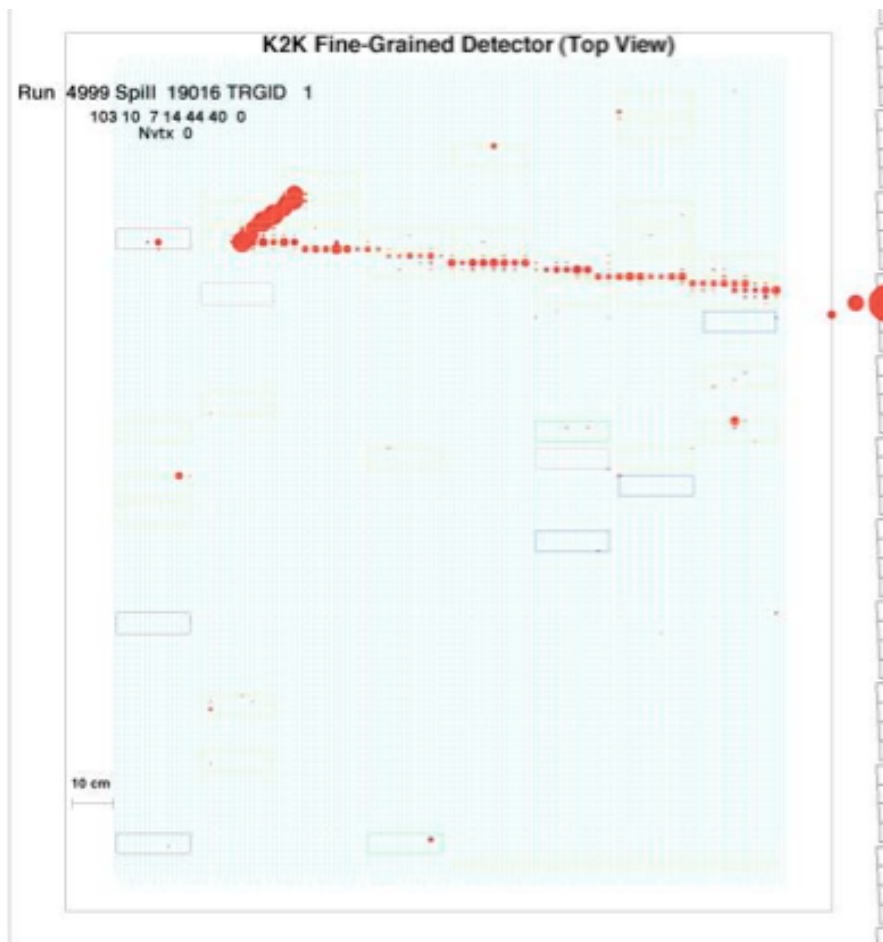 K2K Fine-Grained Detector (Top View)
Run 4999 Spill 19016 TRGID 1
103 10 7 14 44 40 0
Nvtx 0
10 cm